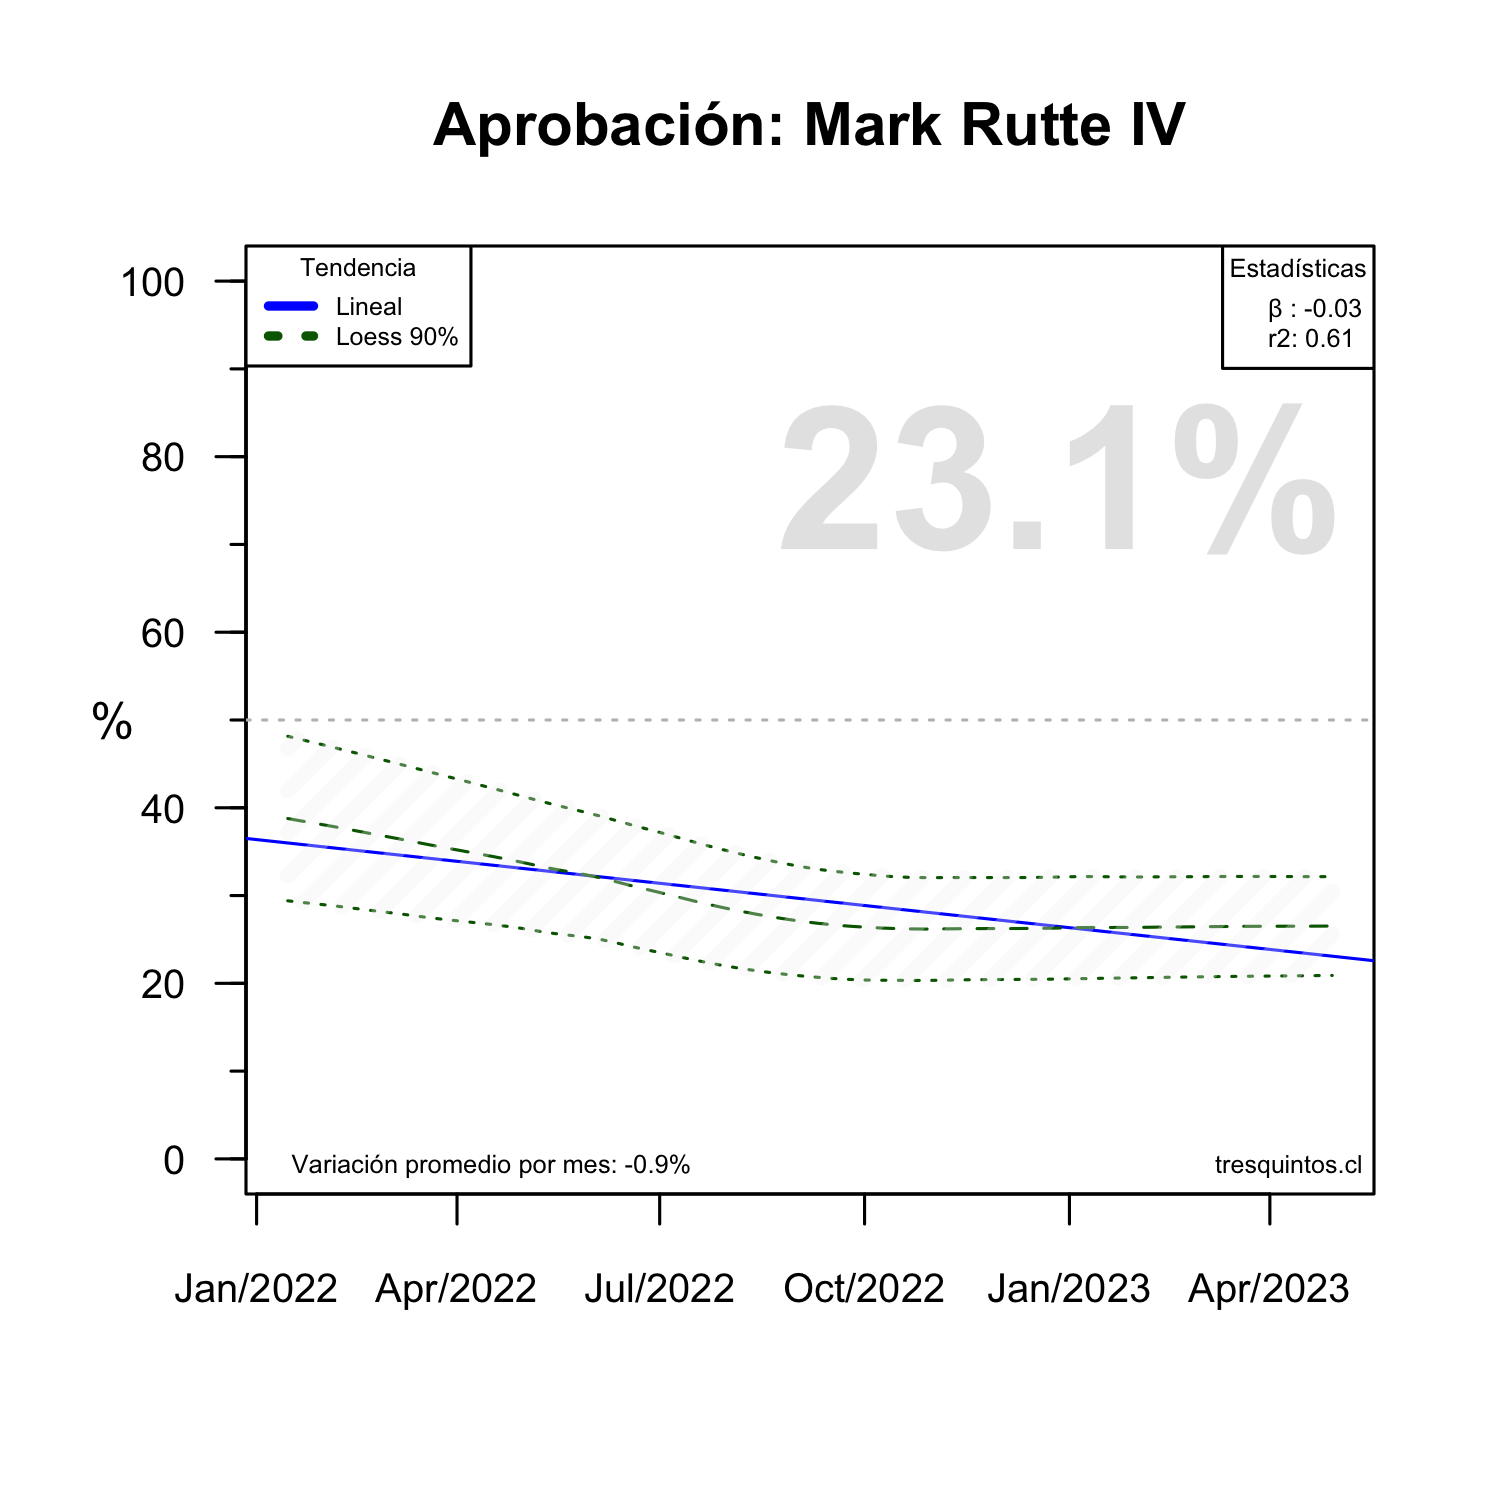 Aprobación: Mark Rutte IV
Tendencia
Lineal
Loess 90%
Estadísticas
β : -0.03
r2: 0.61
23.1%
100
80
60
%
40
20
0
Variación promedio por mes: -0.9%
tresquintos.cl
Jan/2022 Apr/2022 Jul/2022 Oct/2022 Jan/2023 Apr/2023